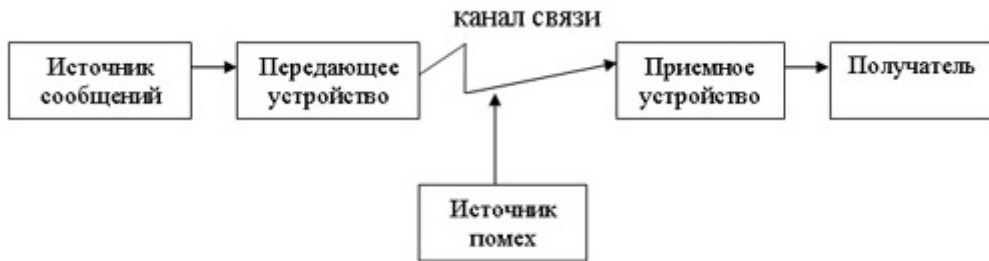 канал связи
Источник
сообщений
Передающее
устройство
Приемное
устройство
Получатель
Источник
помех